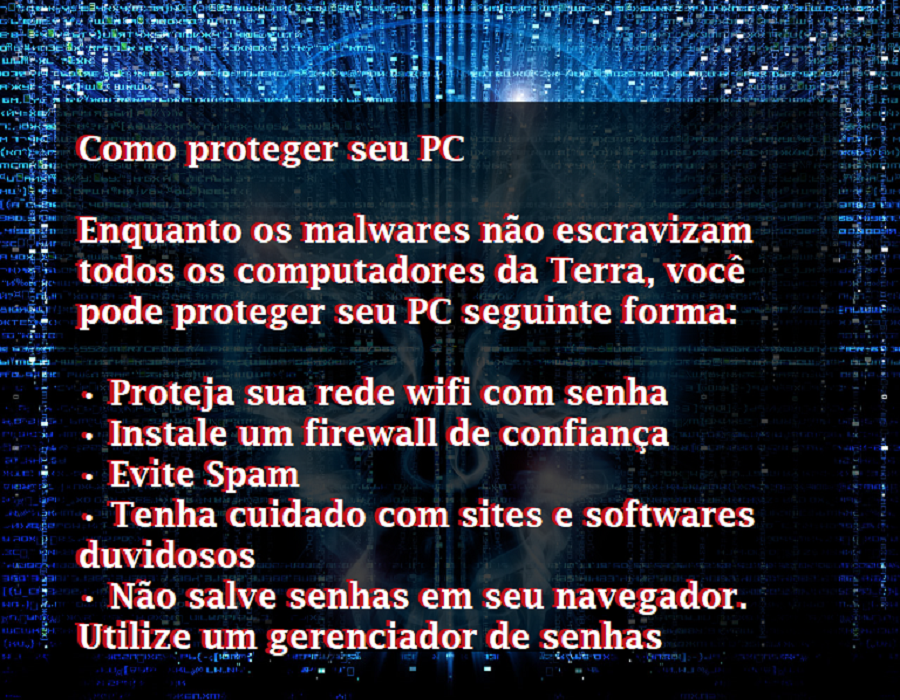 Como proteger seu PC
Enquanto os malwares não escravizam
todos os computadores da Terra, você
pode proteger seu PC seguinte forma:
· Proteja sua rede wifi com senha
· Instale um firewall de confiança
· Evite Spam
· Tenha cuidado com sites e softwares
duvidosos
· Não salve senhas em seu navegador.
Utilize um gerenciador de senhas